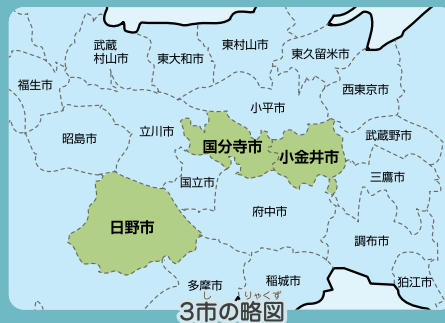 武蔵
村山市
東大和市
東村山市
東久留米市
福生市
西東京市
小平市
昭島市
立川市
国分寺市
小金井市
武蔵野市
三鷹市
国立市
日野市
府中市
調布市
多摩市
稲城市
狛江市
し りゃくず
3市の略図